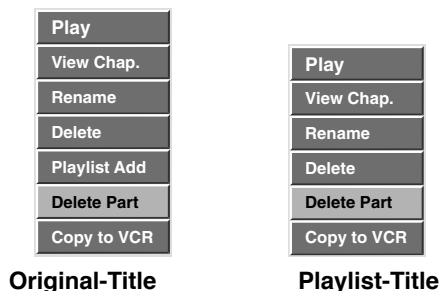 Play
View Chap.
Rename
Delete
Playlist Add
Delete Part
Copy to VCR
Original-Title
Play
View Chap.
Rename
Delete
Delete Part
Copy to VCR
Playlist-Title